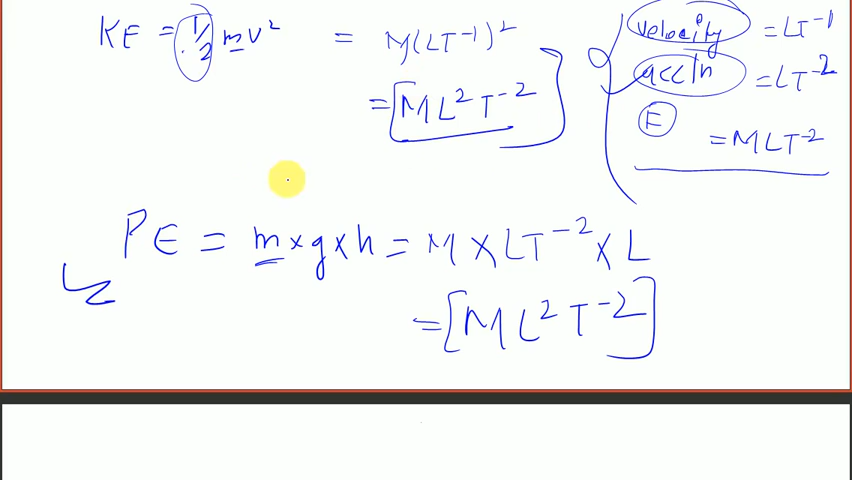 KE = 1/2 mv² = M(LT⁻¹)²
= [ML²T⁻²]
velocity = LT⁻¹
accln = LT⁻²
F = MLT⁻²
PE = m×g×h = M×LT⁻²×L
= [ML²T⁻²]